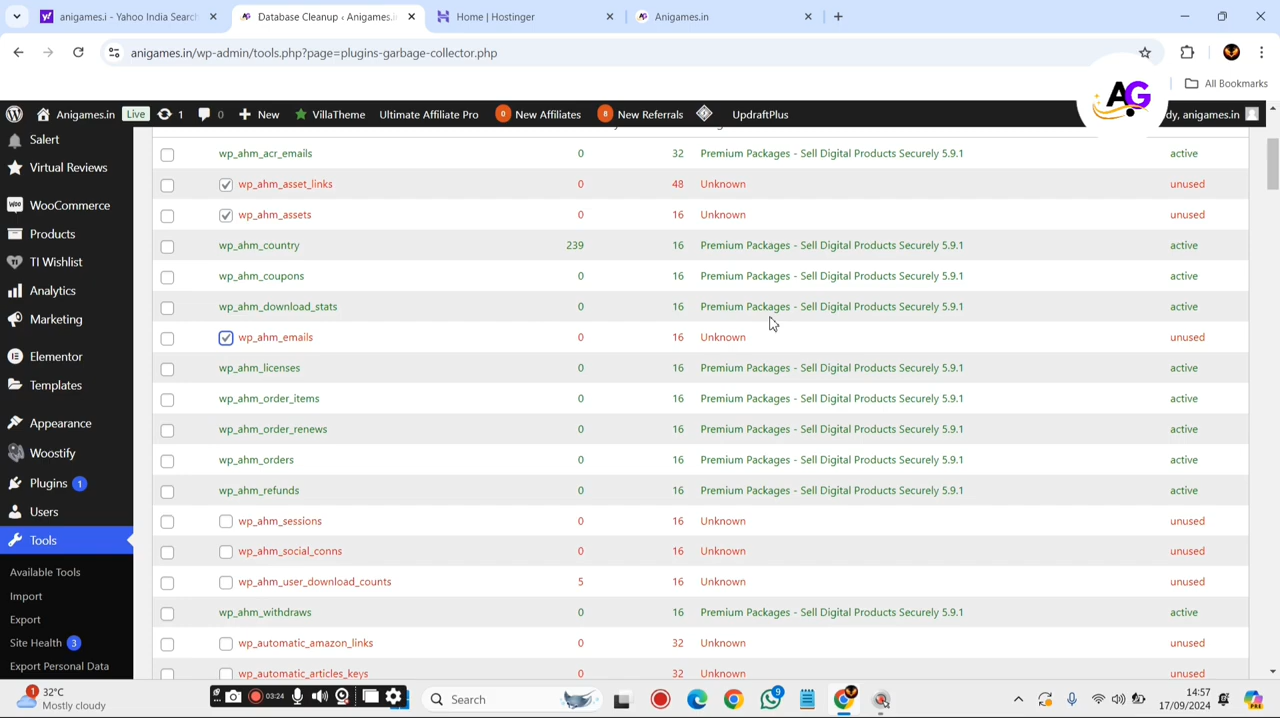 anigames.i - Yahoo India Search
Database Cleanup ‹ Anigames.in
Home | Hostinger
Anigames.in
anigames.in/wp-admin/tools.php?page=plugins-garbage-collector.php
All Bookmarks
AG
Anigames.in Live 1 0 New VillaTheme Ultimate Affiliate Pro 0 New Affiliates 8 New Referrals UpdraftPlus dy, anigames.in
Salert
Virtual Reviews
WooCommerce
Products
TI Wishlist
Analytics
Marketing
Elementor
Templates
Appearance
Woostify
Plugins 1
Users
Tools
Available Tools
Import
Export
Site Health 3
Export Personal Data
wp_ahm_acr_emails 0 32 Premium Packages - Sell Digital Products Securely 5.9.1 active
wp_ahm_asset_links 0 48 Unknown unused
wp_ahm_assets 0 16 Unknown unused
wp_ahm_country 239 16 Premium Packages - Sell Digital Products Securely 5.9.1 active
wp_ahm_coupons 0 16 Premium Packages - Sell Digital Products Securely 5.9.1 active
wp_ahm_download_stats 0 16 Premium Packages - Sell Digital Products Securely 5.9.1 active
wp_ahm_emails 0 16 Unknown unused
wp_ahm_licenses 0 16 Premium Packages - Sell Digital Products Securely 5.9.1 active
wp_ahm_order_items 0 16 Premium Packages - Sell Digital Products Securely 5.9.1 active
wp_ahm_order_renews 0 16 Premium Packages - Sell Digital Products Securely 5.9.1 active
wp_ahm_orders 0 16 Premium Packages - Sell Digital Products Securely 5.9.1 active
wp_ahm_refunds 0 16 Premium Packages - Sell Digital Products Securely 5.9.1 active
wp_ahm_sessions 0 16 Unknown unused
wp_ahm_social_conns 0 16 Unknown unused
wp_ahm_user_download_counts 5 16 Unknown unused
wp_ahm_withdraws 0 16 Premium Packages - Sell Digital Products Securely 5.9.1 active
wp_automatic_amazon_links 0 32 Unknown unused
wp_automatic_articles_keys 0 32 Unknown unused
1 32°C
Mostly cloudy
03:24
Search
9
14:57
17/09/2024